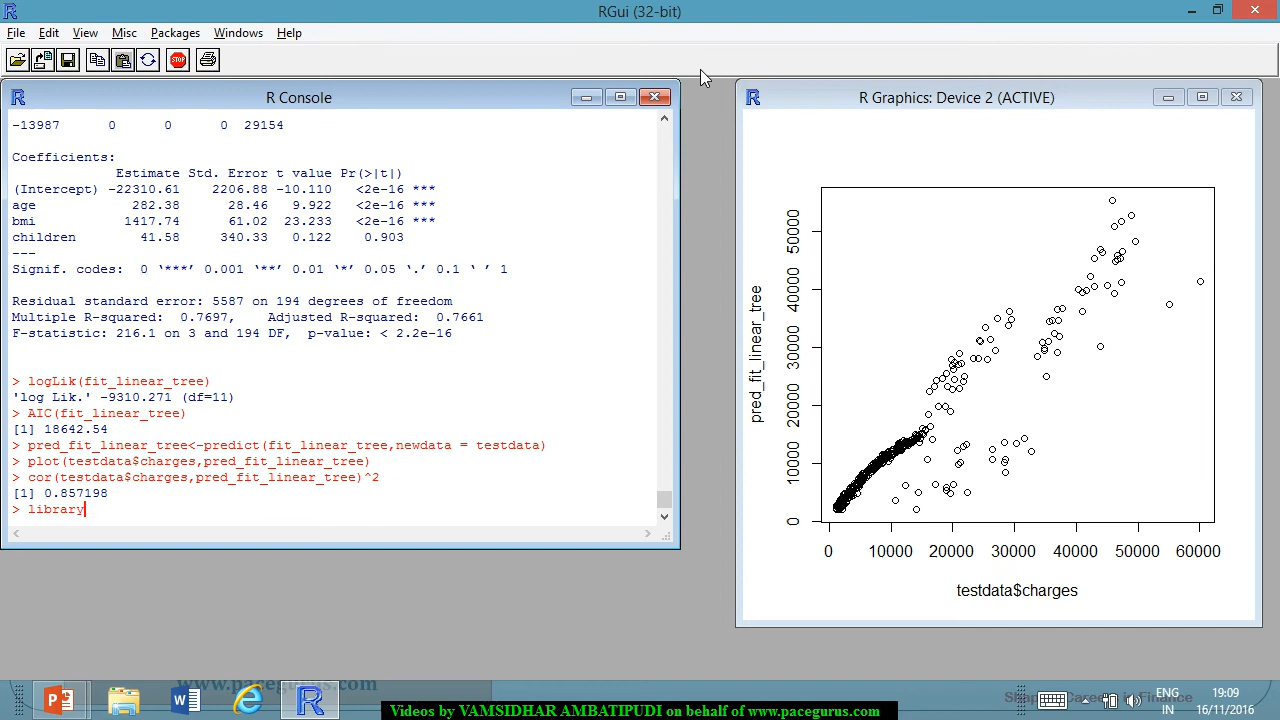 RGui (32-bit)
File Edit View Misc Packages Windows Help
STOP
R Console
-13987 0 0 0 29154
Coefficients:
Estimate Std. Error t value Pr(>|t|)
(Intercept) -22310.61 2206.88 -10.110 <2e-16 ***
age 282.38 28.46 9.922 <2e-16 ***
bmi 1417.74 61.02 23.233 <2e-16 ***
children 41.58 340.33 0.122 0.903
---
Signif. codes: 0 ‘***’ 0.001 ‘**’ 0.01 ‘*’ 0.05 ‘.’ 0.1 ‘ ’ 1
Residual standard error: 5587 on 194 degrees of freedom
Multiple R-squared: 0.7697, Adjusted R-squared: 0.7661
F-statistic: 216.1 on 3 and 194 DF, p-value: < 2.2e-16
> logLik(fit_linear_tree)
'log Lik.' -9310.271 (df=11)
> AIC(fit_linear_tree)
[1] 18642.54
> pred_fit_linear_tree<-predict(fit_linear_tree,newdata = testdata)
> plot(testdata$charges,pred_fit_linear_tree)
> cor(testdata$charges,pred_fit_linear_tree)^2
[1] 0.857198
> library
R Graphics: Device 2 (ACTIVE)
pred_fit_linear_tree
50000
40000
30000
20000
10000
0
0 10000 20000 30000 40000 50000 60000
testdata$charges
www.pacegurus.com
in Finance
ENG
IN
19:09
16/11/2016
Videos by VAMSIDHAR AMBATIPUDI on behalf of www.pacegurus.com